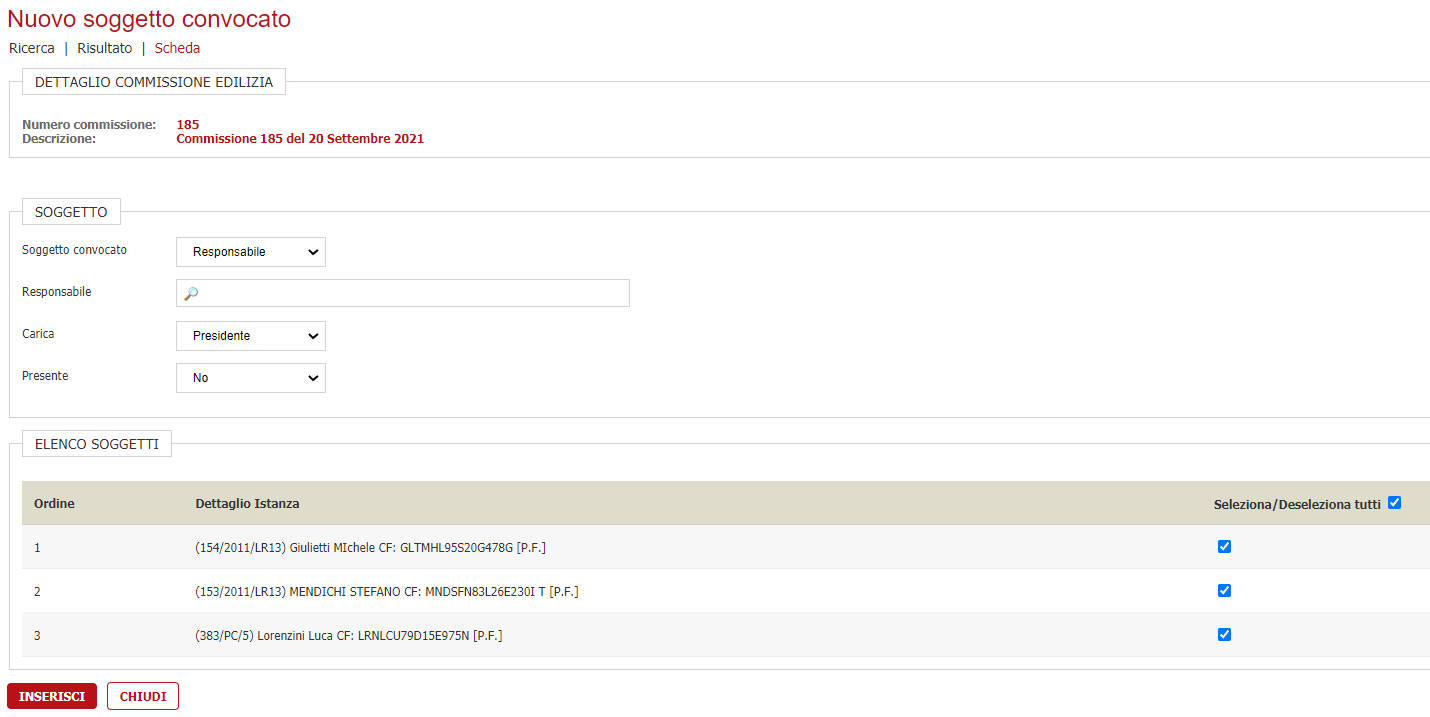 Nuovo soggetto convocato
Ricerca | Risultato | Scheda
DETTAGLIO COMMISSIONE EDILIZIA
Numero commissione: 185
Descrizione: Commissione 185 del 20 Settembre 2021
SOGGETTO
Soggetto convocato Responsabile
Responsabile
Carica Presidente
Presente No
ELENCO SOGGETTI
Ordine Dettaglio Istanza Seleziona/Deseleziona tutti
1 (154/2011/LR13) Giulietti MIchele CF: GLTMHL95S20G478G [P.F.]
2 (153/2011/LR13) MENDICHI STEFANO CF: MNDSFN83L26E230I T [P.F.]
3 (383/PC/5) Lorenzini Luca CF: LRNLCU79D15E975N [P.F.]
INSERISCI CHIUDI